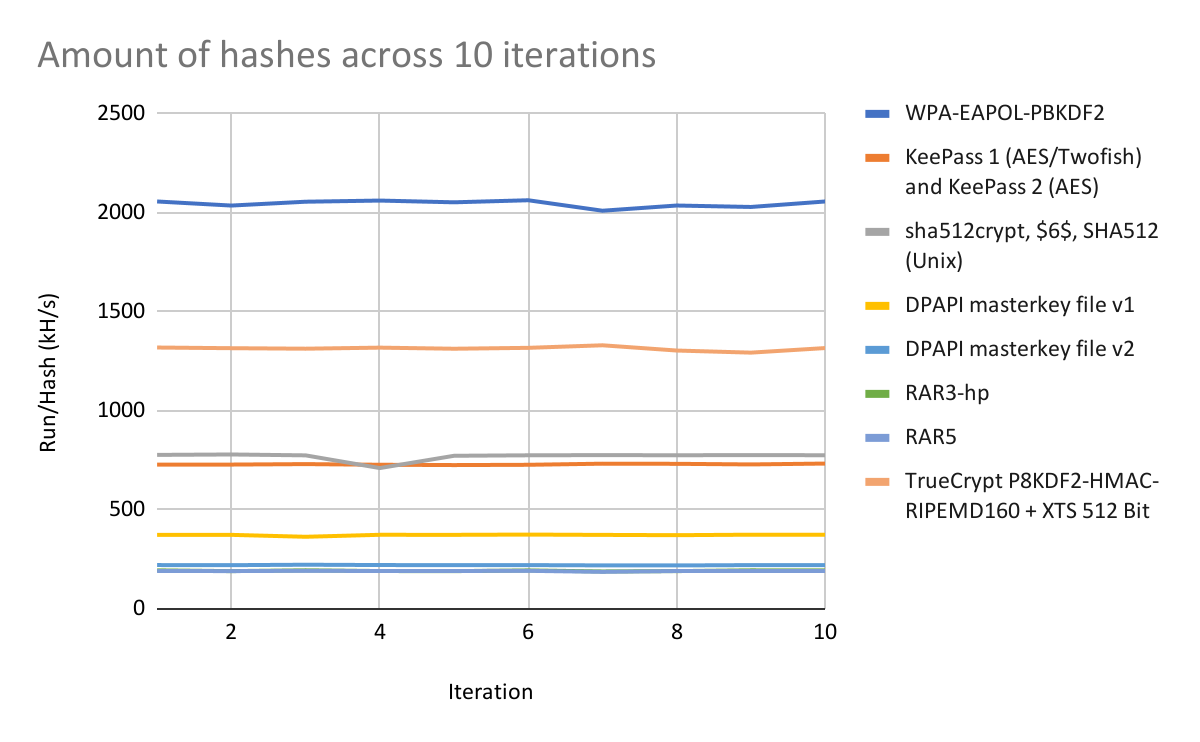 Amount of hashes across 10 iterations
2500
2000
1500
1000
500
0
Run/Hash (kH/s)
2 4 6 8 10
Iteration
WPA-EAPOL-PBKDF2
KeePass 1 (AES/Twofish)
and KeePass 2 (AES)
sha512crypt, $6$, SHA512
(Unix)
DPAPI masterkey file v1
DPAPI masterkey file v2
RAR3-hp
RAR5
TrueCrypt P8KDF2-HMAC-
RIPEMD160 + XTS 512 Bit